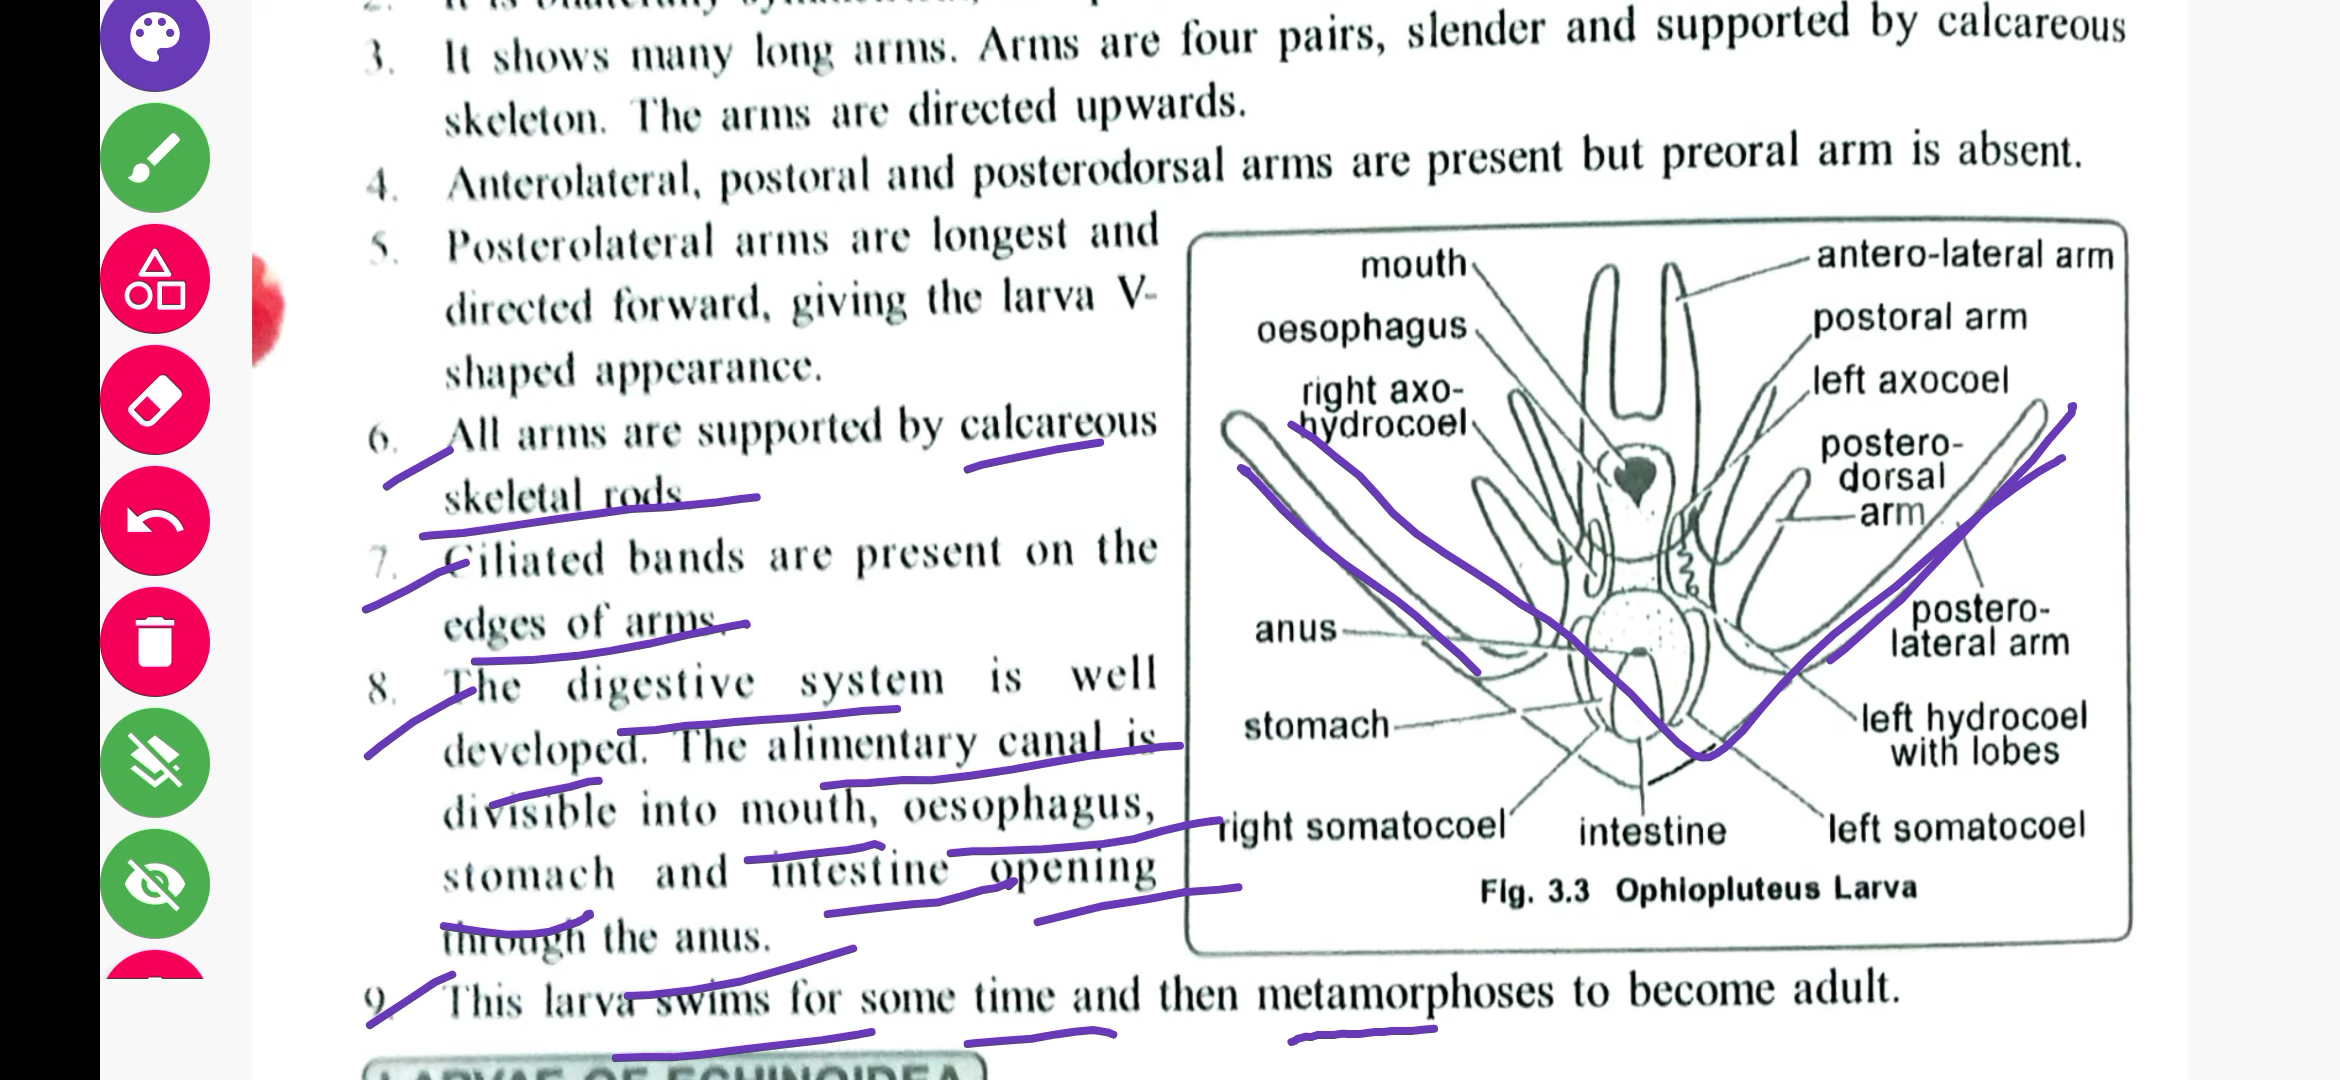 3. It shows many long arms. Arms are four pairs, slender and supported by calcareous
skeleton. The arms are directed upwards.
4. Anterolateral, postoral and posterodorsal arms are present but preoral arm is absent.
5. Posterolateral arms are longest and
directed forward, giving the larva V-
shaped appearance.
6. All arms are supported by calcareous
skeletal rods
7. Ciliated bands are present on the
edges of arms.
8. The digestive system is well
developed. The alimentary canal is
divisible into mouth, oesophagus,
stomach and intestine opening
through the anus.
9. This larva swims for some time and then metamorphoses to become adult.
mouth
oesophagus
right axo-
hydrocoel
anus
stomach
right somatocoel
intestine
antero-lateral arm
postoral arm
left axocoel
postero-
dorsal
arm
postero-
lateral arm
left hydrocoel
with lobes
left somatocoel
Fig. 3.3 Ophiopluteus Larva
LARVAE OF ECHINOIDEA